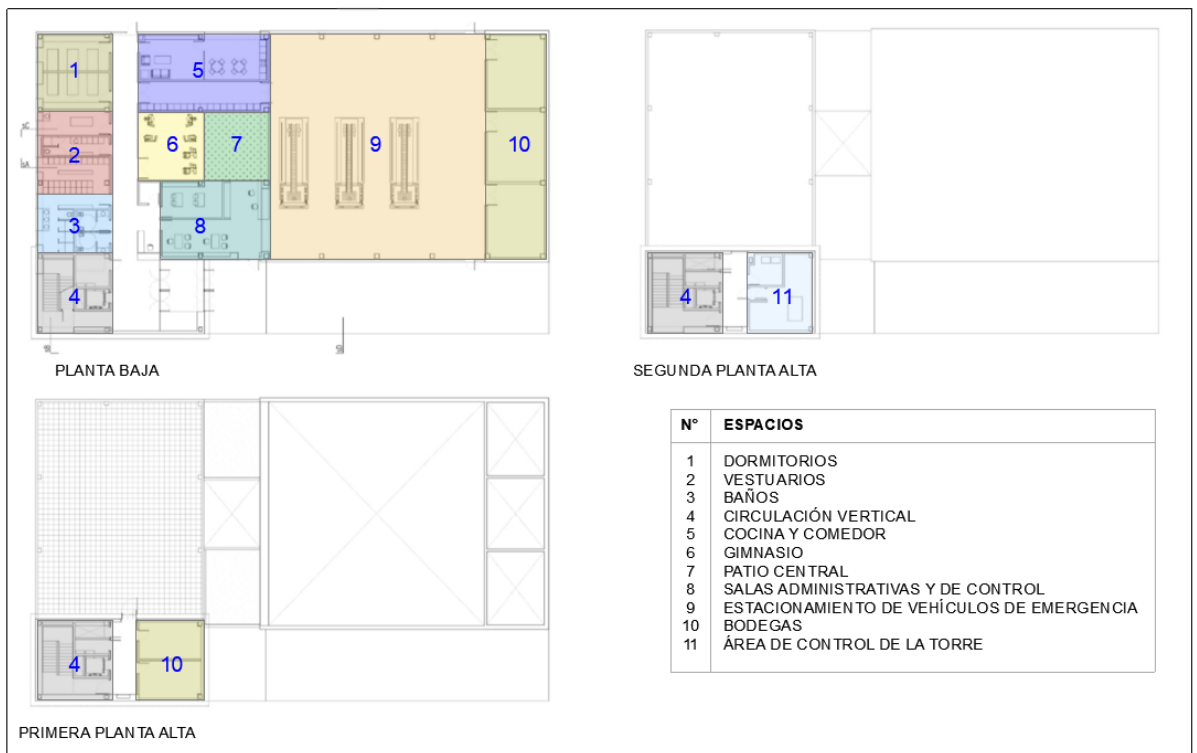 1
5
2
6
7
9
10
3
8
4
4
11
PLANTA BAJA
SEGUNDA PLANTA ALTA
4
10
PRIMERA PLANTA ALTA
N° ESPACIOS
1 DORMITORIOS
2 VESTUARIOS
3 BAÑOS
4 CIRCULACIÓN VERTICAL
5 COCINA Y COMEDOR
6 GIMNASIO
7 PATIO CENTRAL
8 SALAS ADMINISTRATIVAS Y DE CONTROL
9 ESTACIONAMIENTO DE VEHÍCULOS DE EMERGENCIA
10 BODEGAS
11 ÁREA DE CONTROL DE LA TORRE